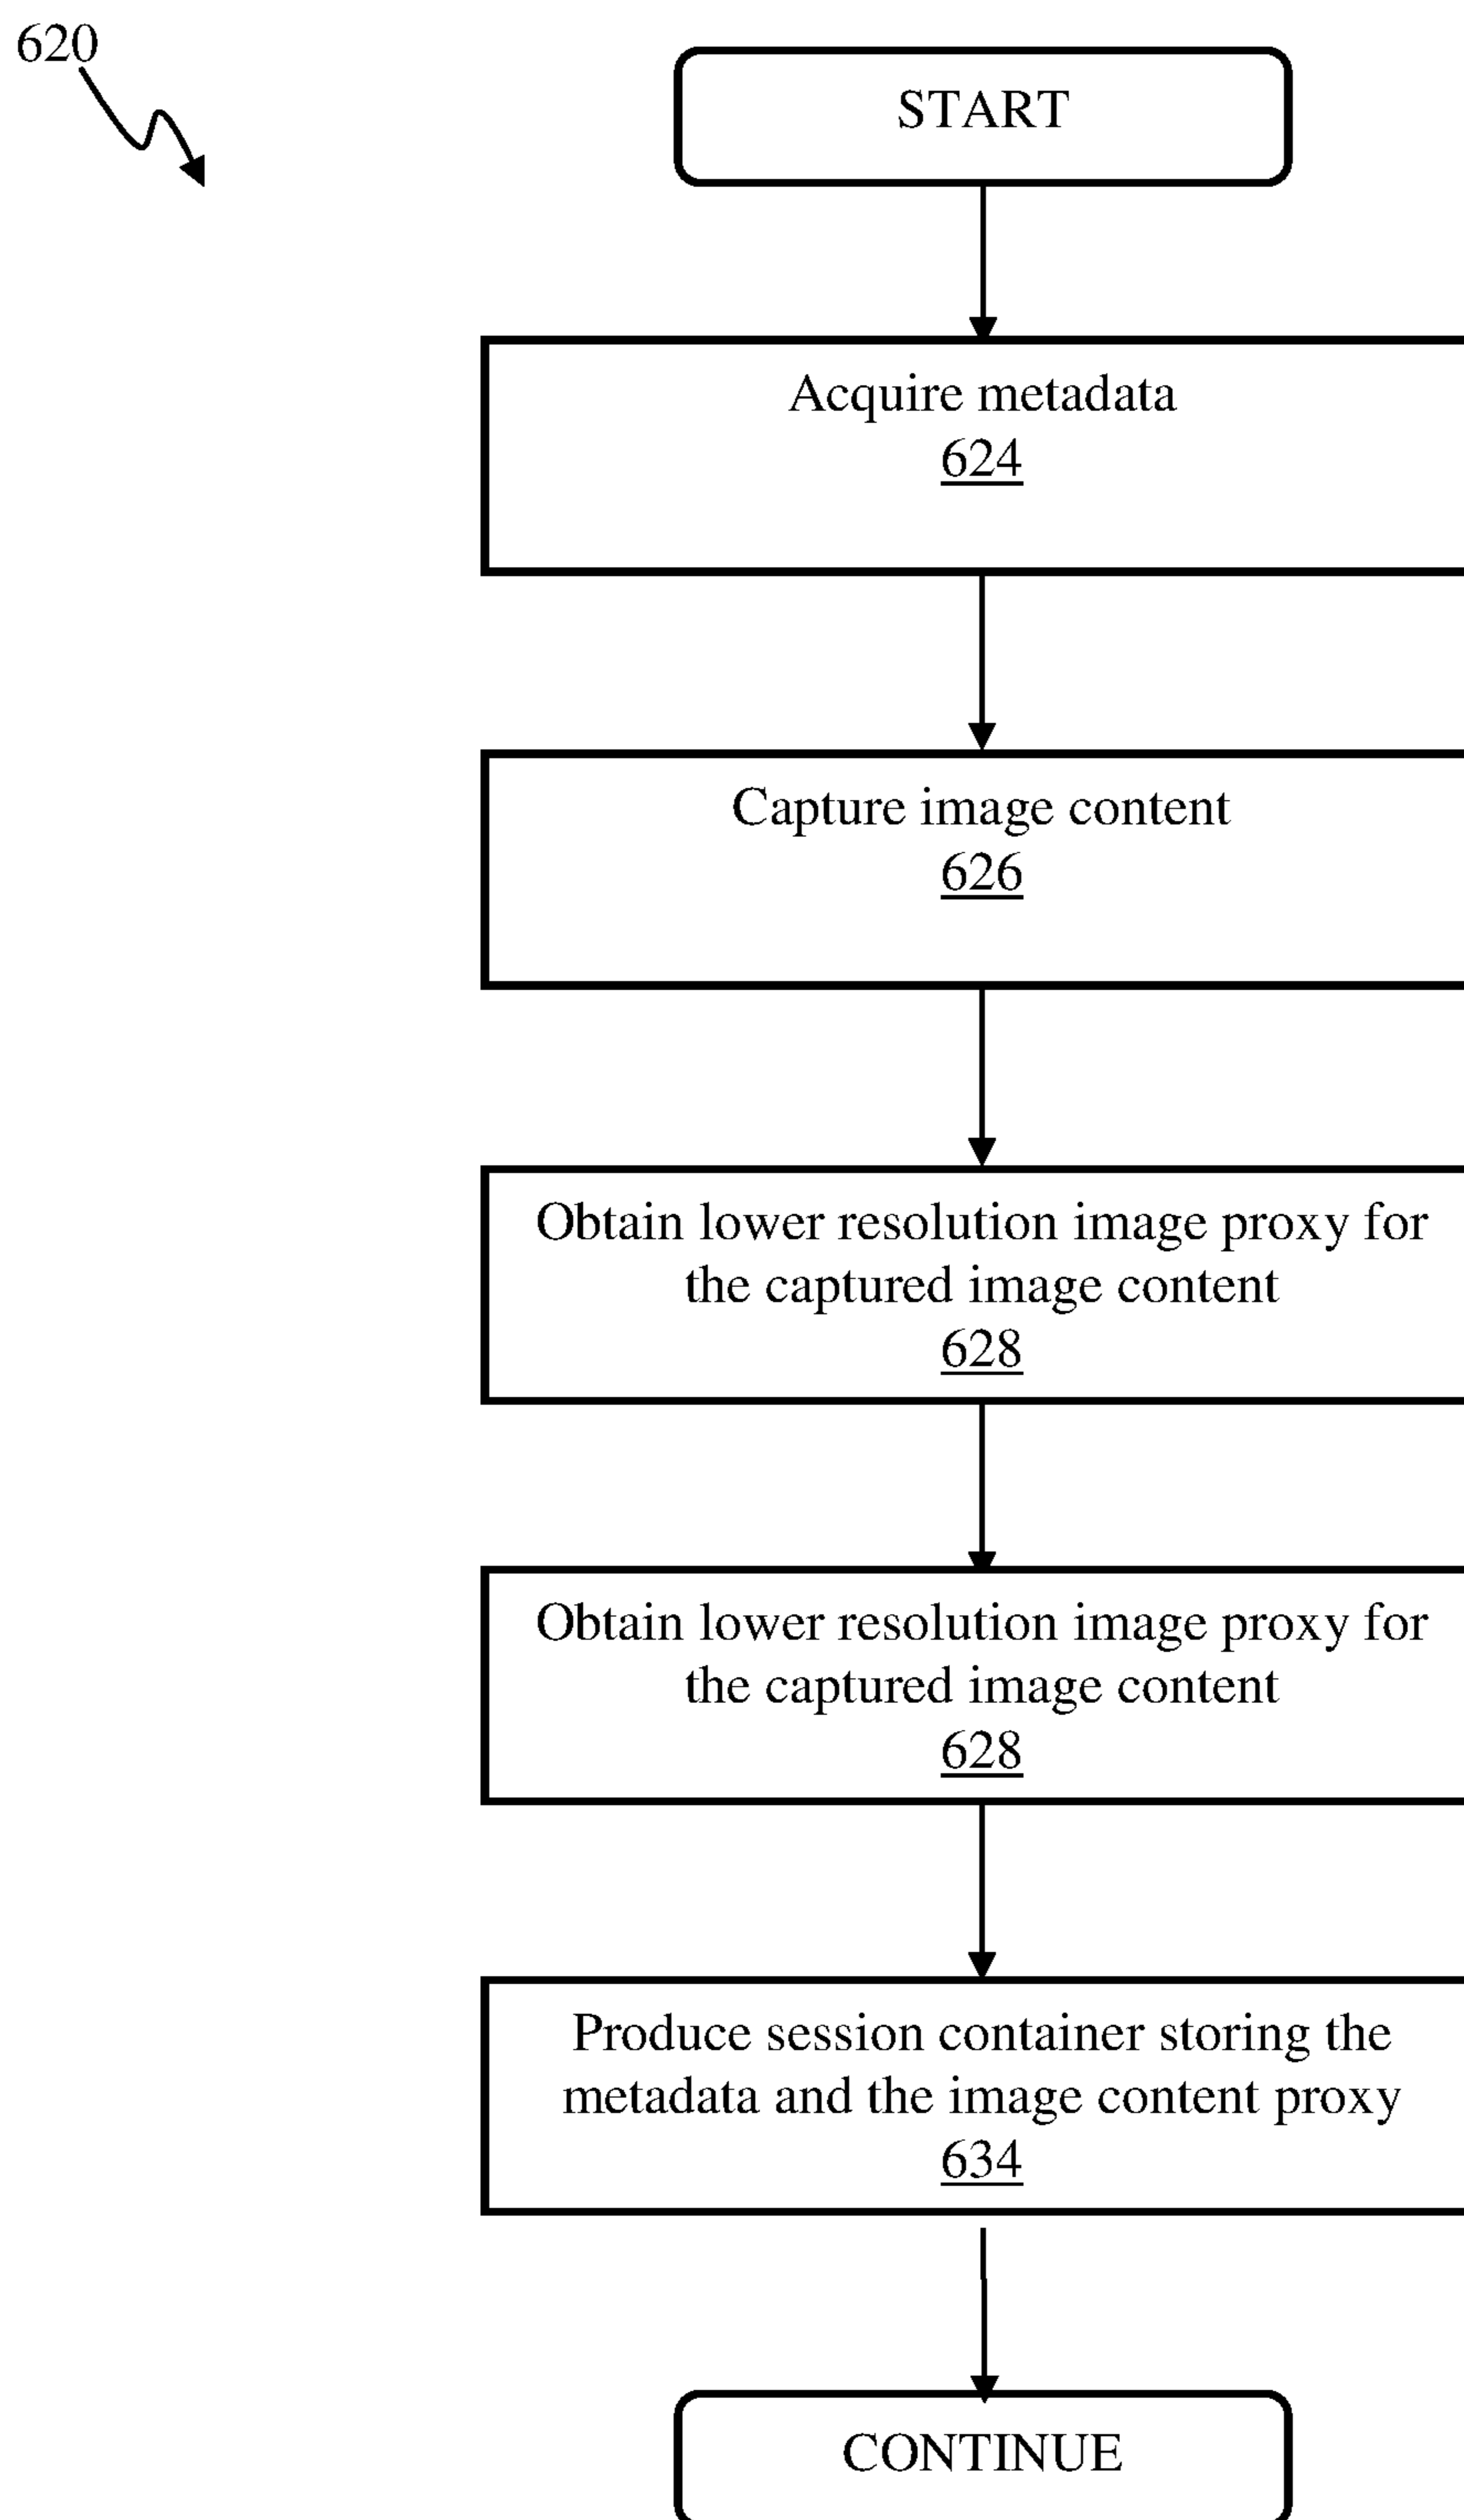 620
START
Acquire metadata
624
Capture image content
626
Obtain lower resolution image proxy for
the captured image content
628
Obtain lower resolution image proxy for
the captured image content
628
Produce session container storing the
metadata and the image content proxy
634
CONTINUE